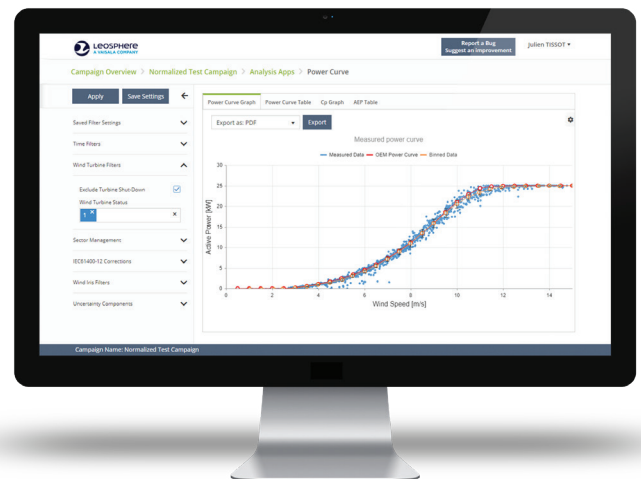 LEOSPHERE
A VAISALA COMPANY
Report a Bug
Suggest an improvement
Julien TISSOT
Campaign Overview > Normalized Test Campaign > Analysis Apps > Power Curve
Apply
Save Settings
Power Curve Graph
Power Curve Table
Cp Graph
AEP Table
Saved Filter Settings
Export as: PDF
Export
Time Filters
Measured power curve
Wind Turbine Filters
Measured Data
OEM Power Curve
Binned Data
Exclude Turbine Shut-Down
Wind Turbine Status
1 ×
×
Sector Management
IEC61400-12 Corrections
Wind Iris Filters
Uncertainty Components
Active Power [kW]
30
25
20
15
10
5
0
0 2 4 6 8 10 12 14
Wind Speed [m/s]
Campaign Name: Normalized Test Campaign